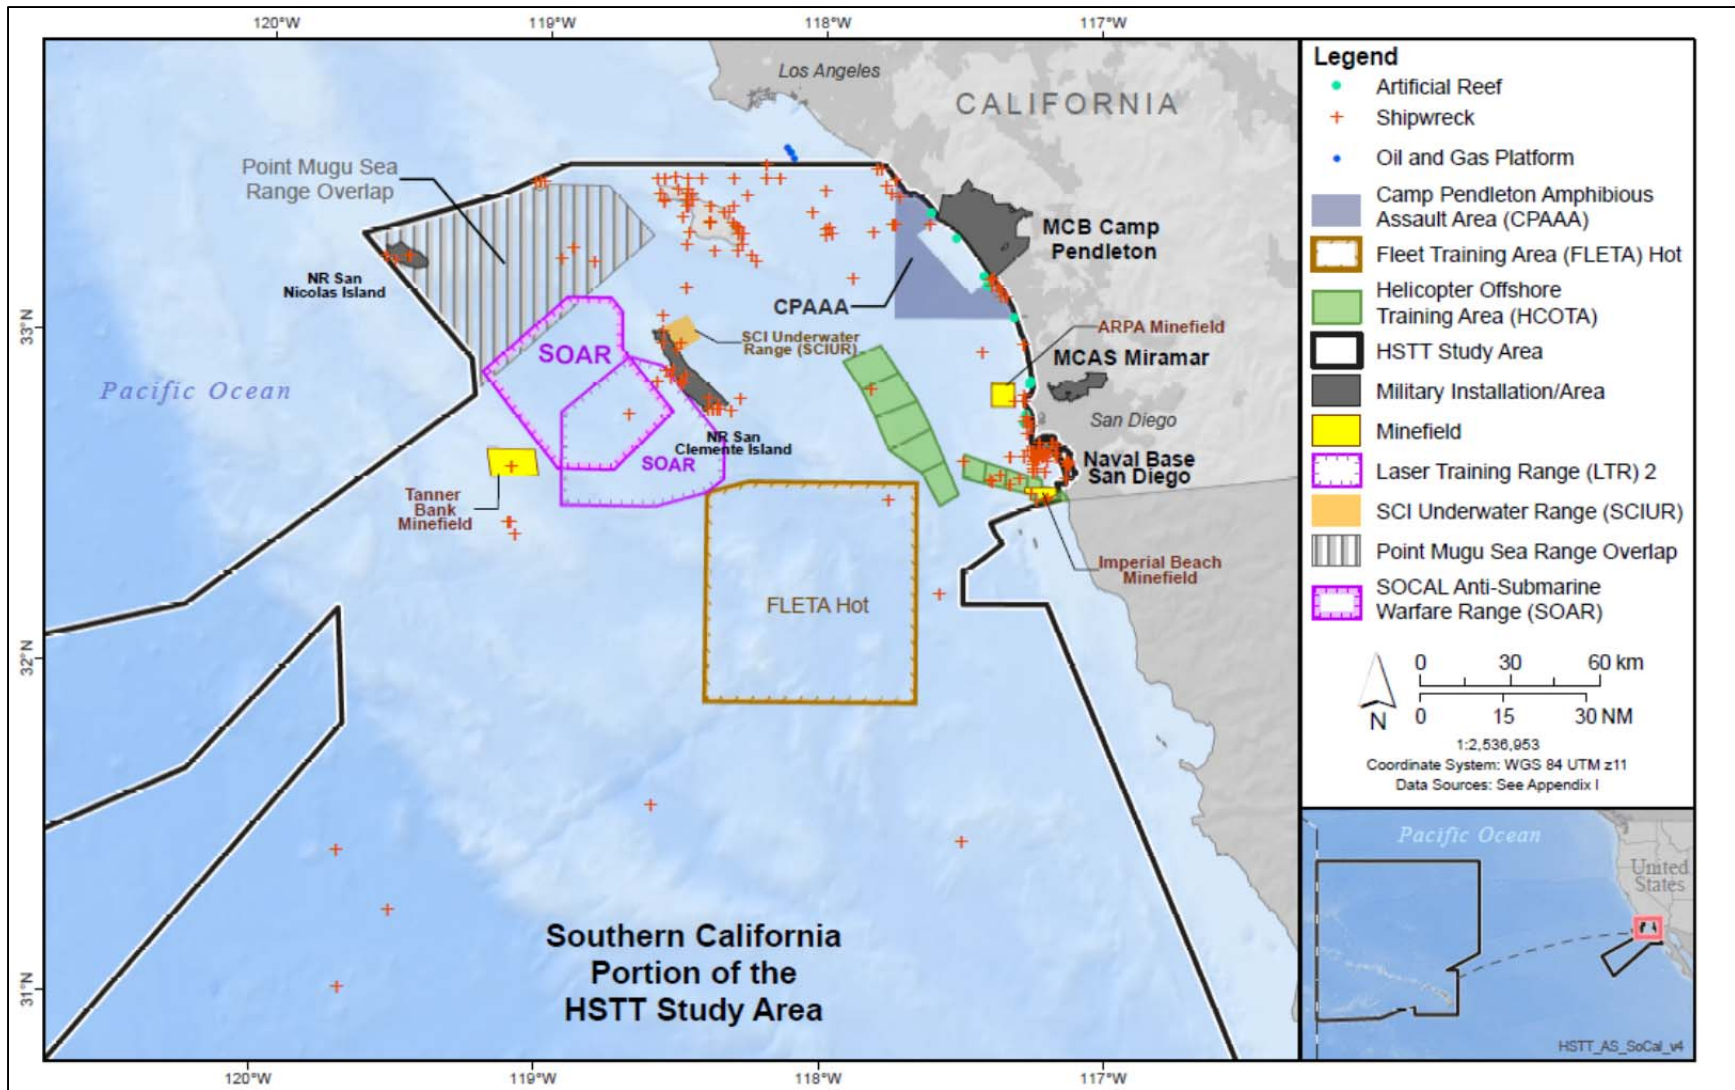 120°W
119°W
118°W
117°W
33°N
32°N
31°N
Los Angeles
CALIFORNIA
Point Mugu Sea
Range Overlap
NR San
Nicolas Island
MCB Camp
Pendleton
CPAAA
SCI Underwater
Range (SCIUR)
ARPA Minefield
MCAS Miramar
SOAR
Pacific Ocean
San Diego
NR San
Clemente Island
SOAR
Naval Base
San Diego
Tanner
Bank
Minefield
Imperial Beach
Minefield
FLETA Hot
Southern California
Portion of the
HSTT Study Area
120°W
119°W
118°W
117°W
Legend
Artificial Reef
Shipwreck
Oil and Gas Platform
Camp Pendleton Amphibious
Assault Area (CPAAA)
Fleet Training Area (FLETA) Hot
Helicopter Offshore
Training Area (HCOTA)
HSTT Study Area
Military Installation/Area
Minefield
Laser Training Range (LTR) 2
SCI Underwater Range (SCIUR)
Point Mugu Sea Range Overlap
SOCAL Anti-Submarine
Warfare Range (SOAR)
N
0 30 60 km
0 15 30 NM
1:2,536,953
Coordinate System: WGS 84 UTM z11
Data Sources: See Appendix I
Pacific Ocean
United
States
HSTT_AS_SoCal_v4